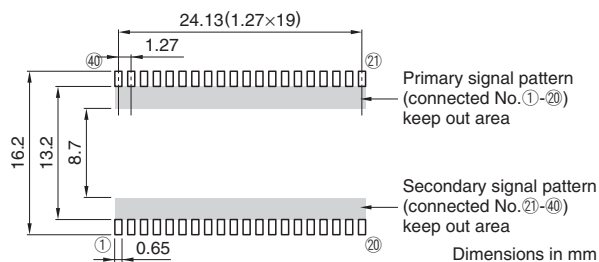 24.13(1.27×19)
1.27
㊵
㉑
Primary signal pattern
(connected No.①-⑳)
keep out area
16.2
13.2
8.7
Secondary signal pattern
(connected No.㉑-㊵)
keep out area
①
0.65
⑳
Dimensions in mm